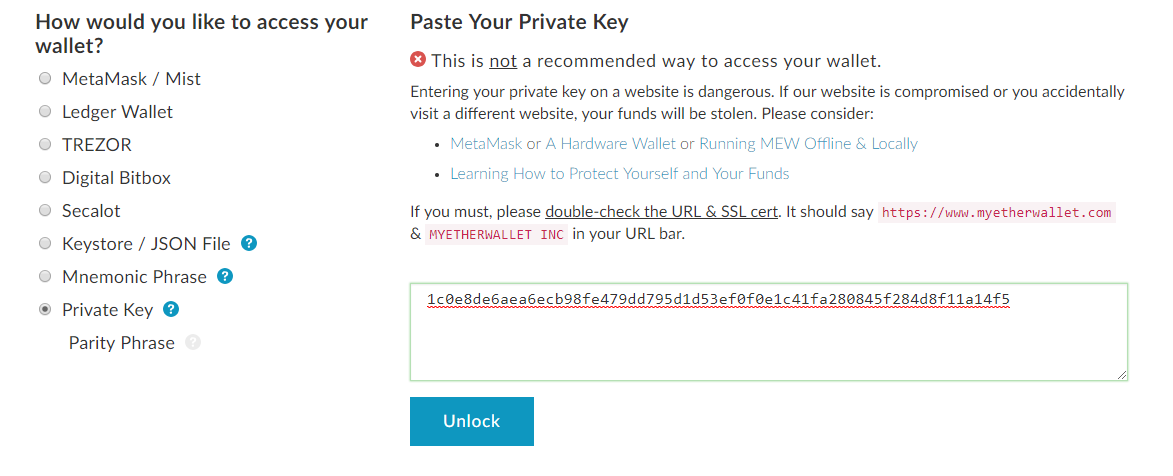 How would you like to access your
wallet?
MetaMask / Mist
Ledger Wallet
TREZOR
Digital Bitbox
Secalot
Keystore / JSON File ?
Mnemonic Phrase ?
Private Key ?
Parity Phrase ?
Paste Your Private Key
This is not a recommended way to access your wallet.
Entering your private key on a website is dangerous. If our website is compromised or you accidentally
visit a different website, your funds will be stolen. Please consider:
• MetaMask or A Hardware Wallet or Running MEW Offline & Locally
• Learning How to Protect Yourself and Your Funds
If you must, please double-check the URL & SSL cert. It should say https://www.myetherwallet.com
& MYETHERWALLET INC in your URL bar.
1c0e8de6aea6ecb98fe479dd795d1d53ef0f0e1c41fa280845f284d8f11a14f5
Unlock